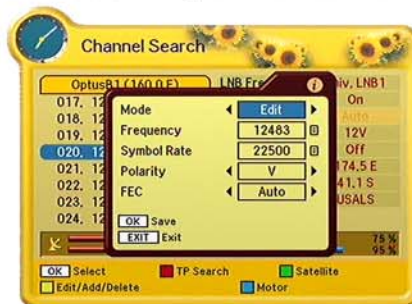 Channel Search
OptusB1 (160.0 E) LNB Fre iv, LNB1
017, 12 On
018, 12 Auto
019, 12 12V
020, 12 Off
021, 12 174,5 E
022, 12 41,1 S
023, 12 USALS
024, 12
Mode Edit
Frequency 12483
Symbol Rate 22500
Polarity V
FEC Auto
OK Save
EXIT Exit
75 %
95 %
OK Select TP Search Satellite
Edit/Add/Delete Motor